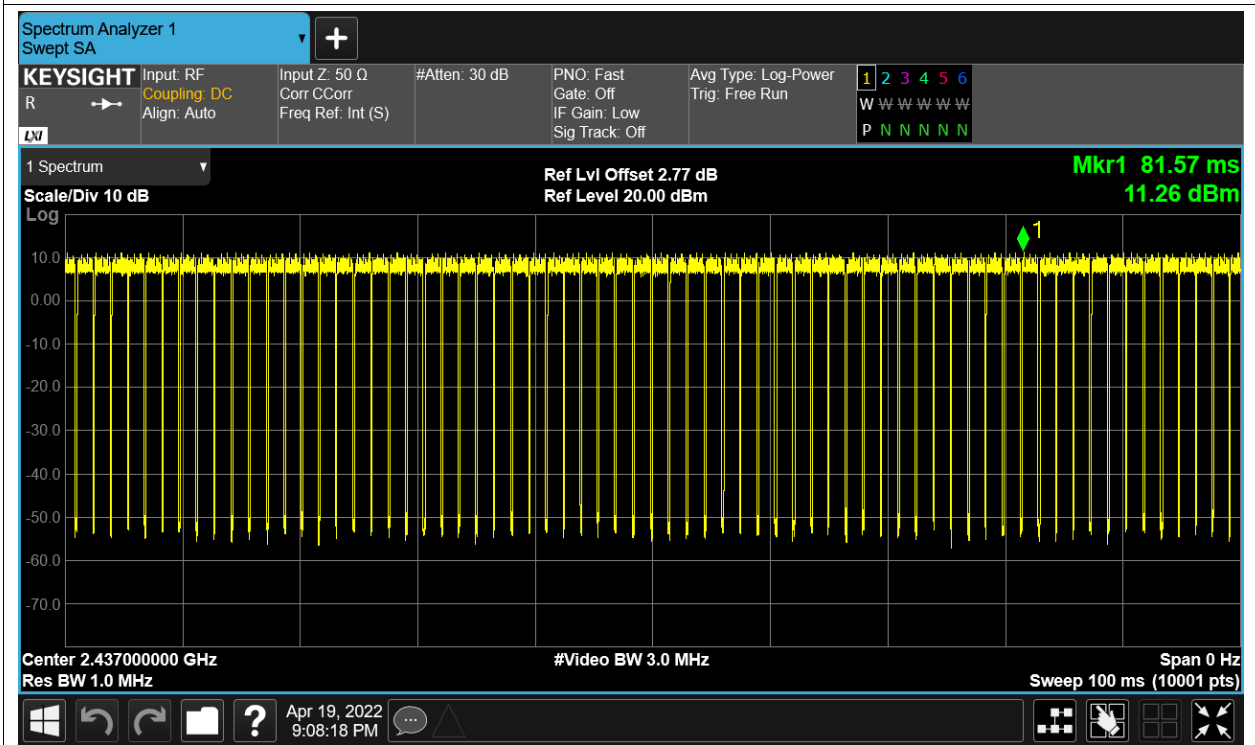 Spectrum Analyzer 1
Swept SA
+
KEYSIGHT
R
LXI
Input: RF
Coupling: DC
Align: Auto
Input Z: 50 Ω
Corr CCorr
Freq Ref: Int (S)
#Atten: 30 dB
PNO: Fast
Gate: Off
IF Gain: Low
Sig Track: Off
Avg Type: Log-Power
Trig: Free Run
1 2 3 4 5 6
W W W W W W
P N N N N N
1 Spectrum
Scale/Div 10 dB
Ref Lvl Offset 2.77 dB
Ref Level 20.00 dBm
Mkr1 81.57 ms
11.26 dBm
Log
1
10.0
0.00
-10.0
-20.0
-30.0
-40.0
-50.0
-60.0
-70.0
Center 2.437000000 GHz
Res BW 1.0 MHz
#Video BW 3.0 MHz
Span 0 Hz
Sweep 100 ms (10001 pts)
?
Apr 19, 2022
9:08:18 PM